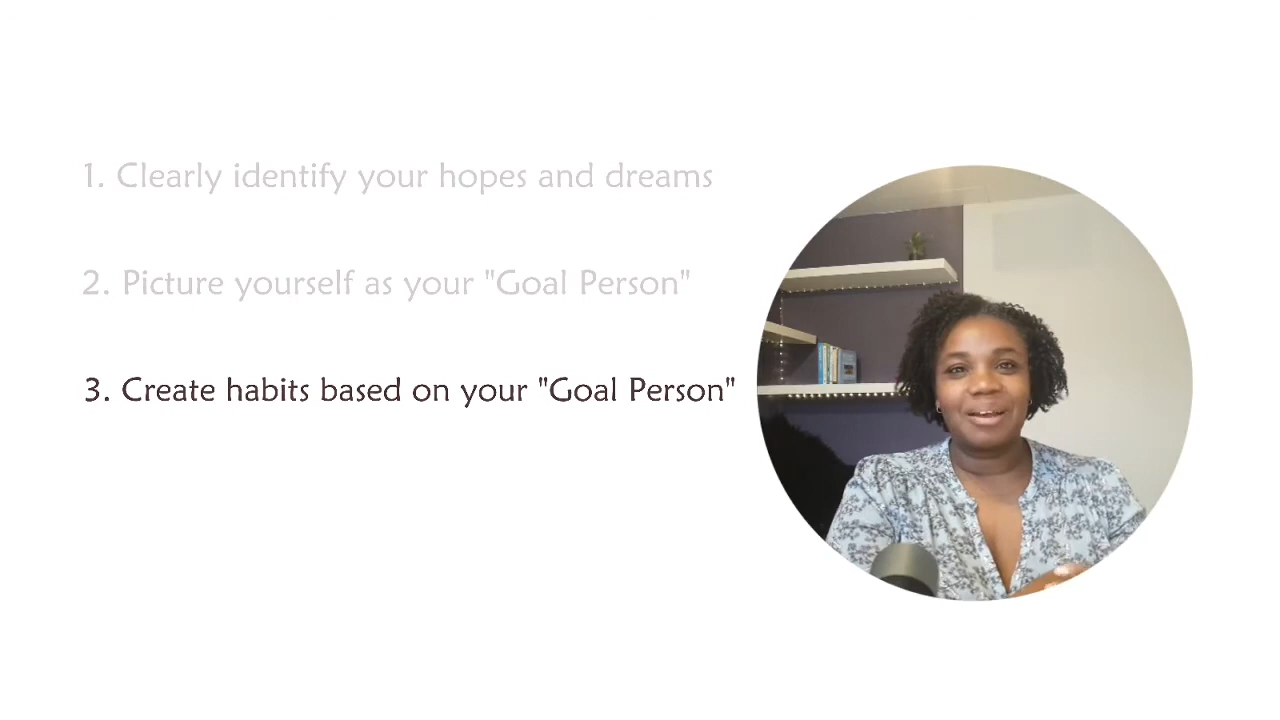 1. Clearly identify your hopes and dreams
2. Picture yourself as your "Goal Person"
3. Create habits based on your "Goal Person"